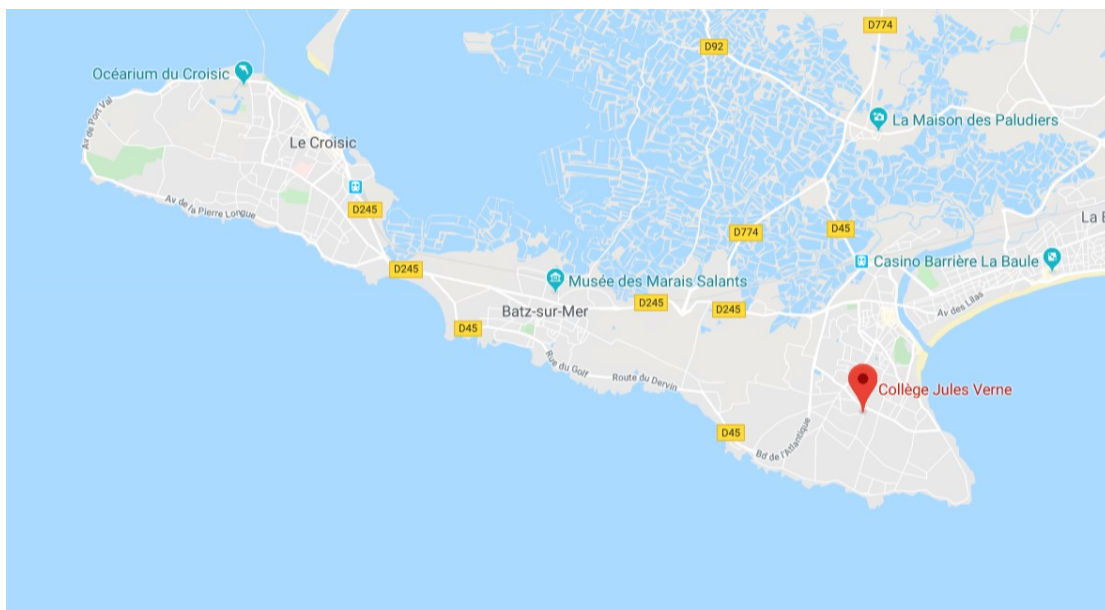 D774
D92
Océarium du Croisic
Av de Port Val
La Maison des Paludiers
Le Croisic
Av de la Pierre Longue
D245
La B
D774
D45
Casino Barrière La Baule
D245
Musée des Marais Salants
D245
D245
Av des Lilas
Batz-sur-Mer
D45
Rue du Golf
Route du Dervin
Collège Jules Verne
D45
Bd de l'Atlantique